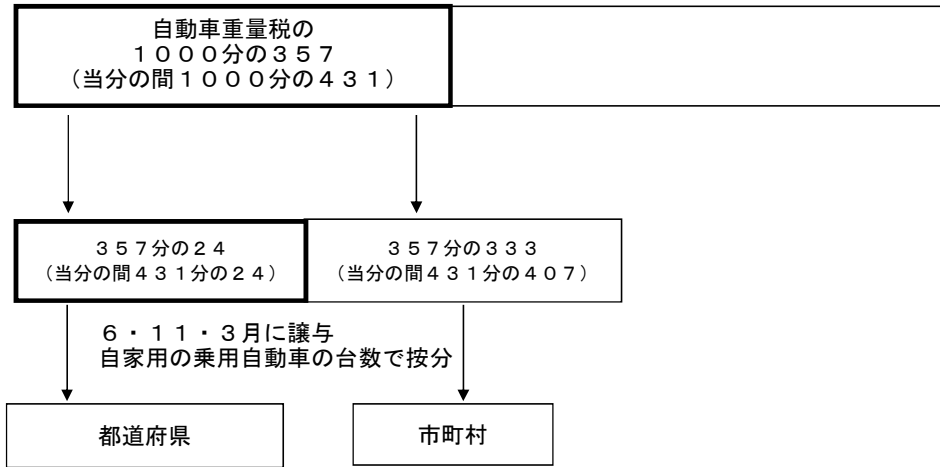 自動車重量税の
１０００分の３５７
（当分の間１０００分の４３１）
３５７分の２４
（当分の間４３１分の２４）
３５７分の３３３
（当分の間４３１分の４０７）
６・１１・３月に譲与
自家用の乗用自動車の台数で按分
都道府県
市町村